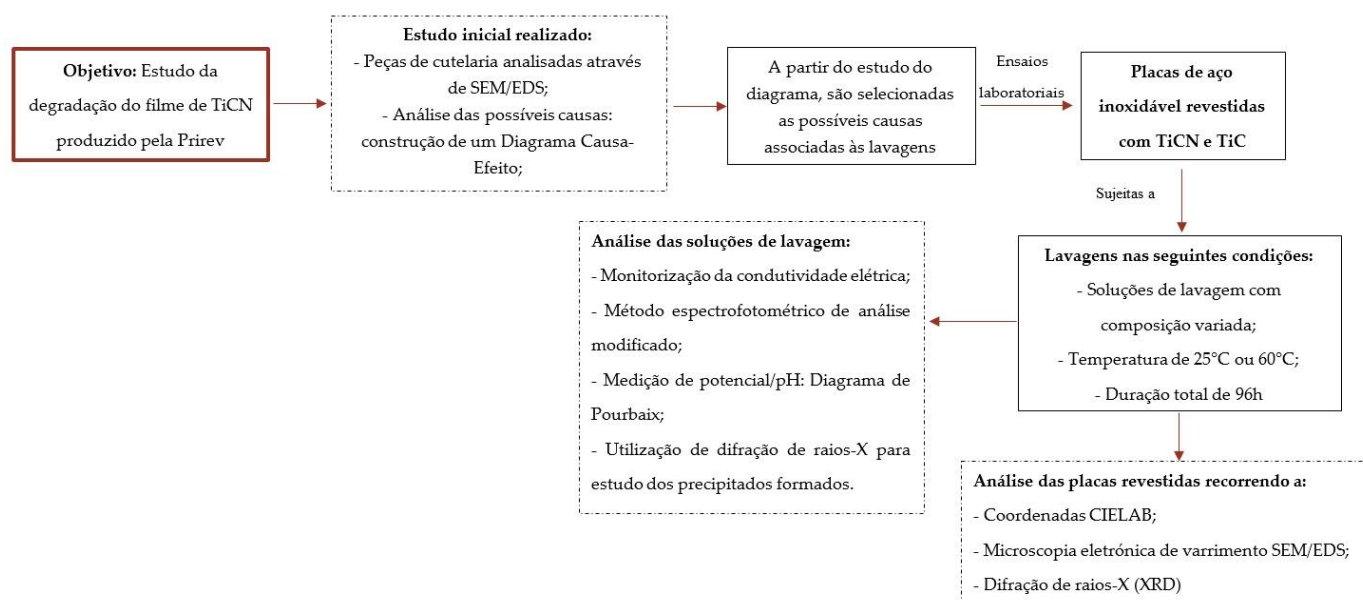 Objetivo: Estudo da
degradação do filme de TiCN
produzido pela Prirev
Estudo inicial realizado:
- Peças de cutelaria analisadas através
de SEM/EDS;
- Análise das possíveis causas:
construção de um Diagrama Causa-
Efeito;
A partir do estudo do
diagrama, são selecionadas
as possíveis causas
associadas às lavagens
Ensaios
laboratoriais
Placas de aço
inoxidável revestidas
com TiCN e TiC
Sujeitas a
Lavagens nas seguintes condições:
- Soluções de lavagem com
composição variada;
- Temperatura de 25°C ou 60°C;
- Duração total de 96h
Análise das soluções de lavagem:
- Monitorização da condutividade elétrica;
- Método espectrofotométrico de análise
modificado;
- Medição de potencial/pH: Diagrama de
Pourbaix;
- Utilização de difração de raios-X para
estudo dos precipitados formados.
Análise das placas revestidas recorrendo a:
- Coordenadas CIELAB;
- Microscopia eletrónica de varrimento SEM/EDS;
- Difração de raios-X (XRD)